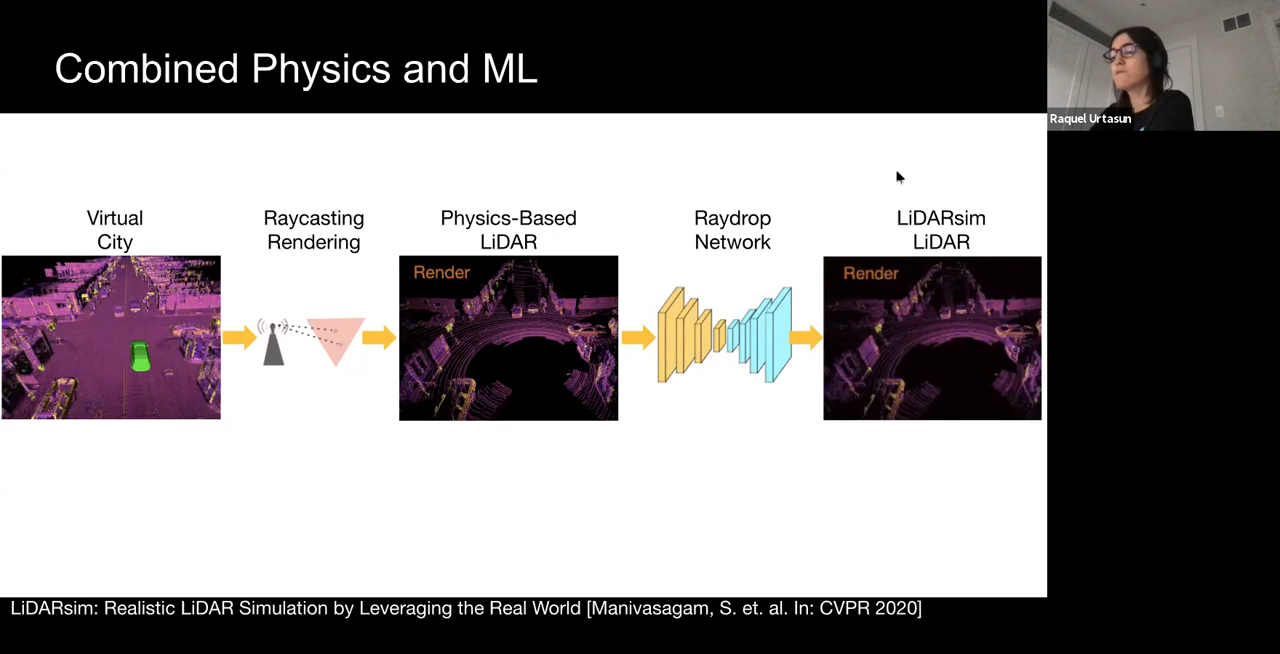 Combined Physics and ML
Raquel Urtasun
Virtual
City
Raycasting
Rendering
Physics-Based
LiDAR
Raydrop
Network
LiDARsim
LiDAR
Render
Render
LiDARsim: Realistic LiDAR Simulation by Leveraging the Real World [Manivasagam, S. et. al. In: CVPR 2020]